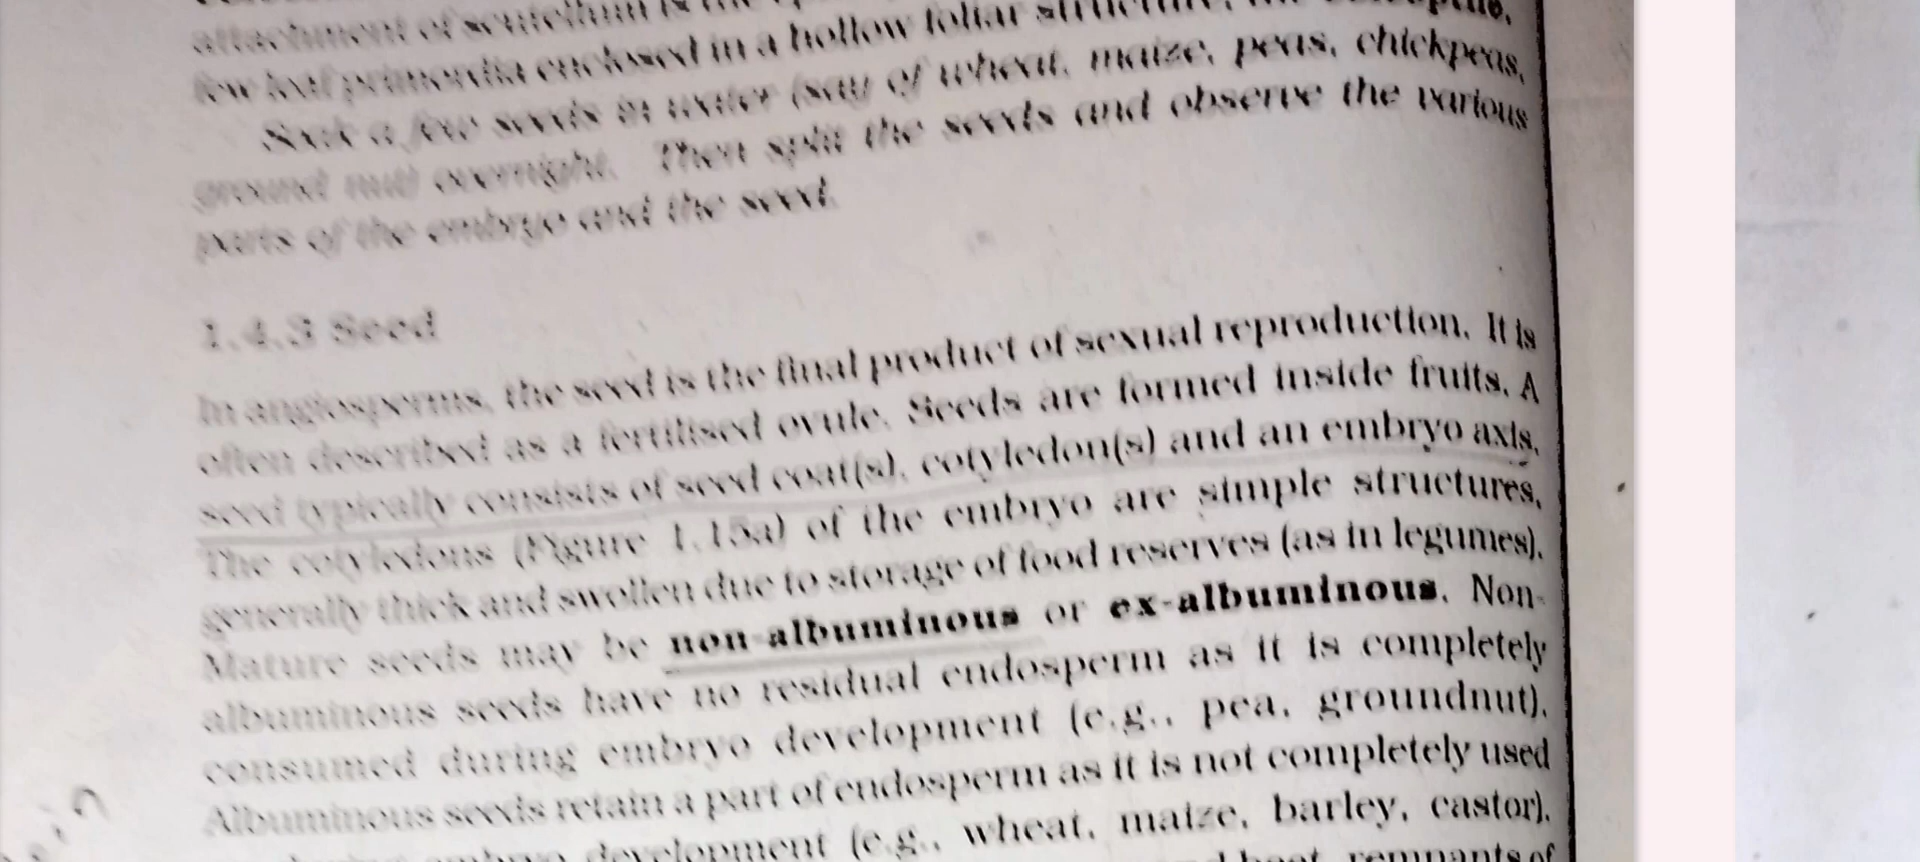 attachment of scutellum is the
few leaf primordia enclosed in a hollow foliar structure,
Soak a few seeds in water (say of wheat, maize, peas, chickpeas,
ground nut) overnight. Then split the seeds and observe the various
parts of the embryo and the seed.
1.4.3 Seed
In angiosperms, the seed is the final product of sexual reproduction. It is
often described as a fertilised ovule. Seeds are formed inside fruits. A
seed typically consists of seed coat(s), cotyledon(s) and an embryo axis.
The cotyledons (Figure 1.15a) of the embryo are simple structures,
generally thick and swollen due to storage of food reserves (as in legumes).
Mature seeds may be non-albuminous or ex-albuminous. Non-
albuminous seeds have no residual endosperm as it is completely
consumed during embryo development (e.g., pea, groundnut).
Albuminous seeds retain a part of endosperm as it is not completely used
during embryo development (e.g., wheat, maize, barley, castor).
remnants of